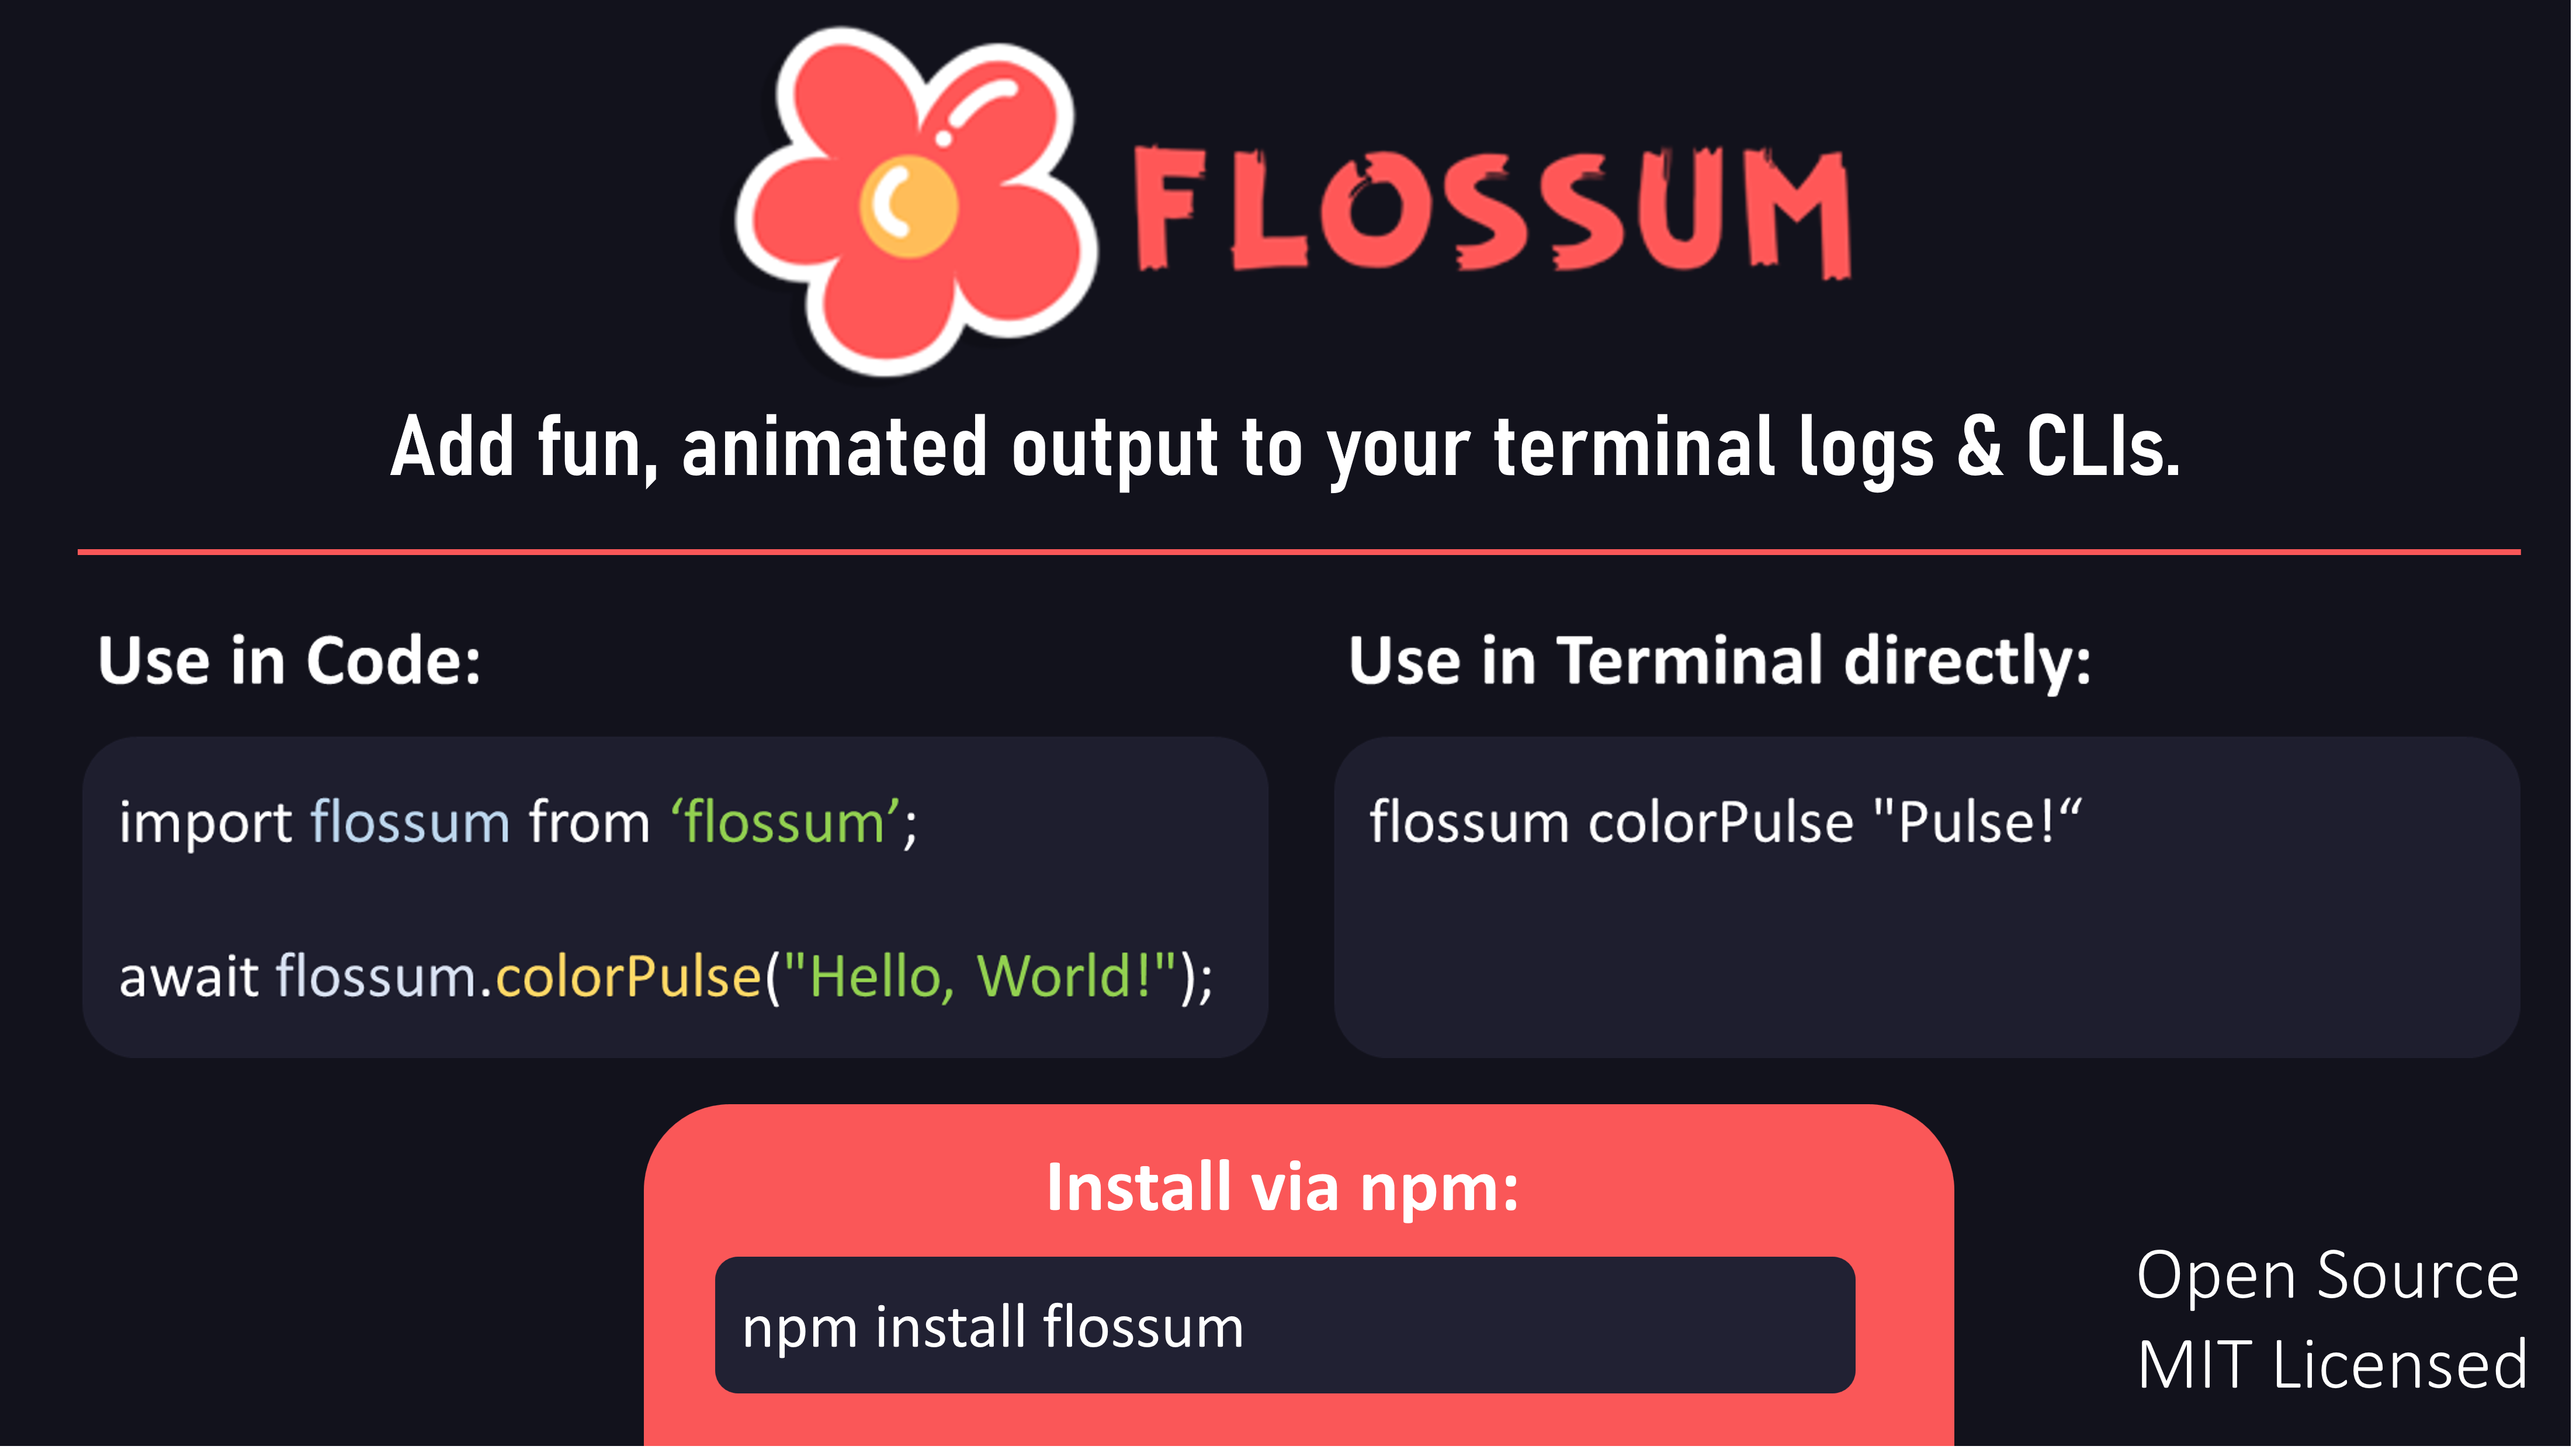 FLOSSUM
Add fun, animated output to your terminal logs & CLIs.
Use in Code:
import flossum from ‘flossum’;
await flossum.colorPulse("Hello, World!");
Use in Terminal directly:
flossum colorPulse "Pulse!“
Install via npm:
npm install flossum
Open Source
MIT Licensed